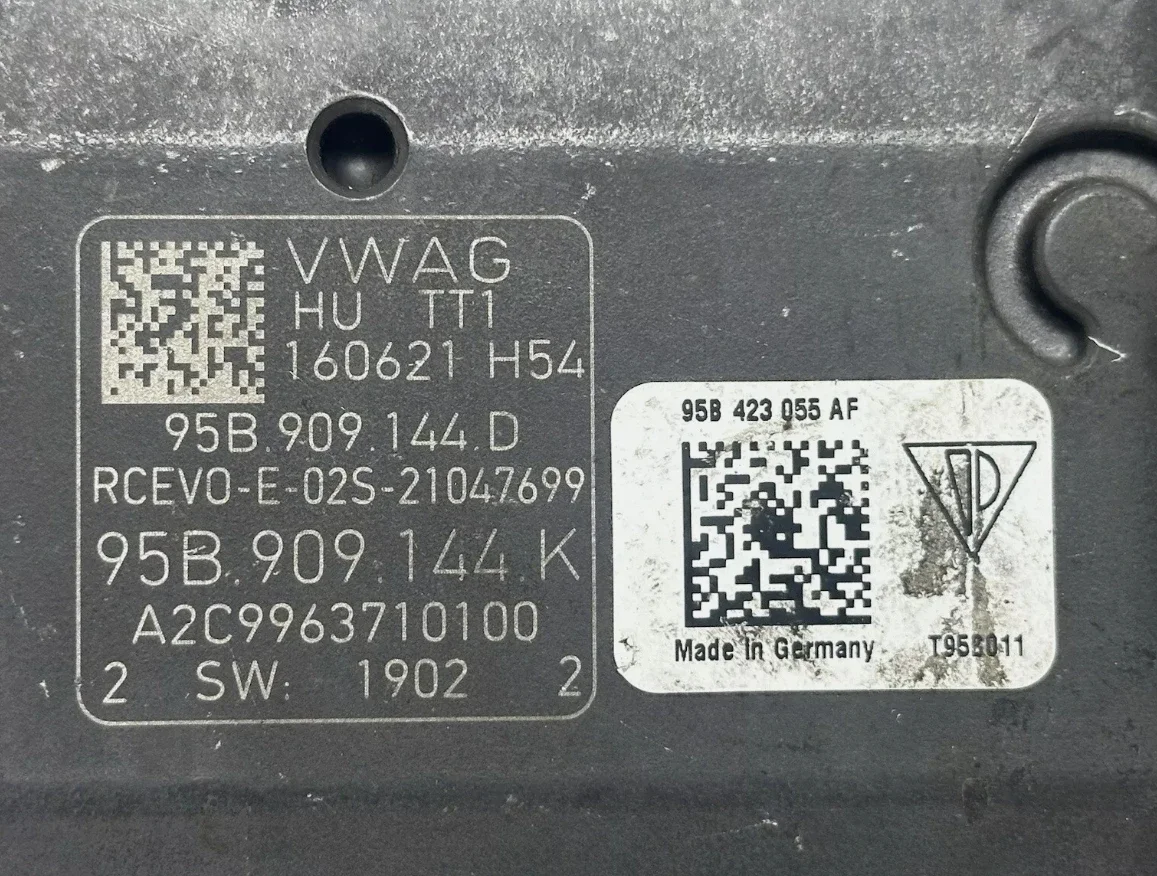 VWAG
HU TT1
160621 H54
95B.909.144.D
RCEVO-E-02S-21047699
95B.909.144.K
A2C9963710100
2 SW: 1902 2
95B 423 055 AF
Made in Germany